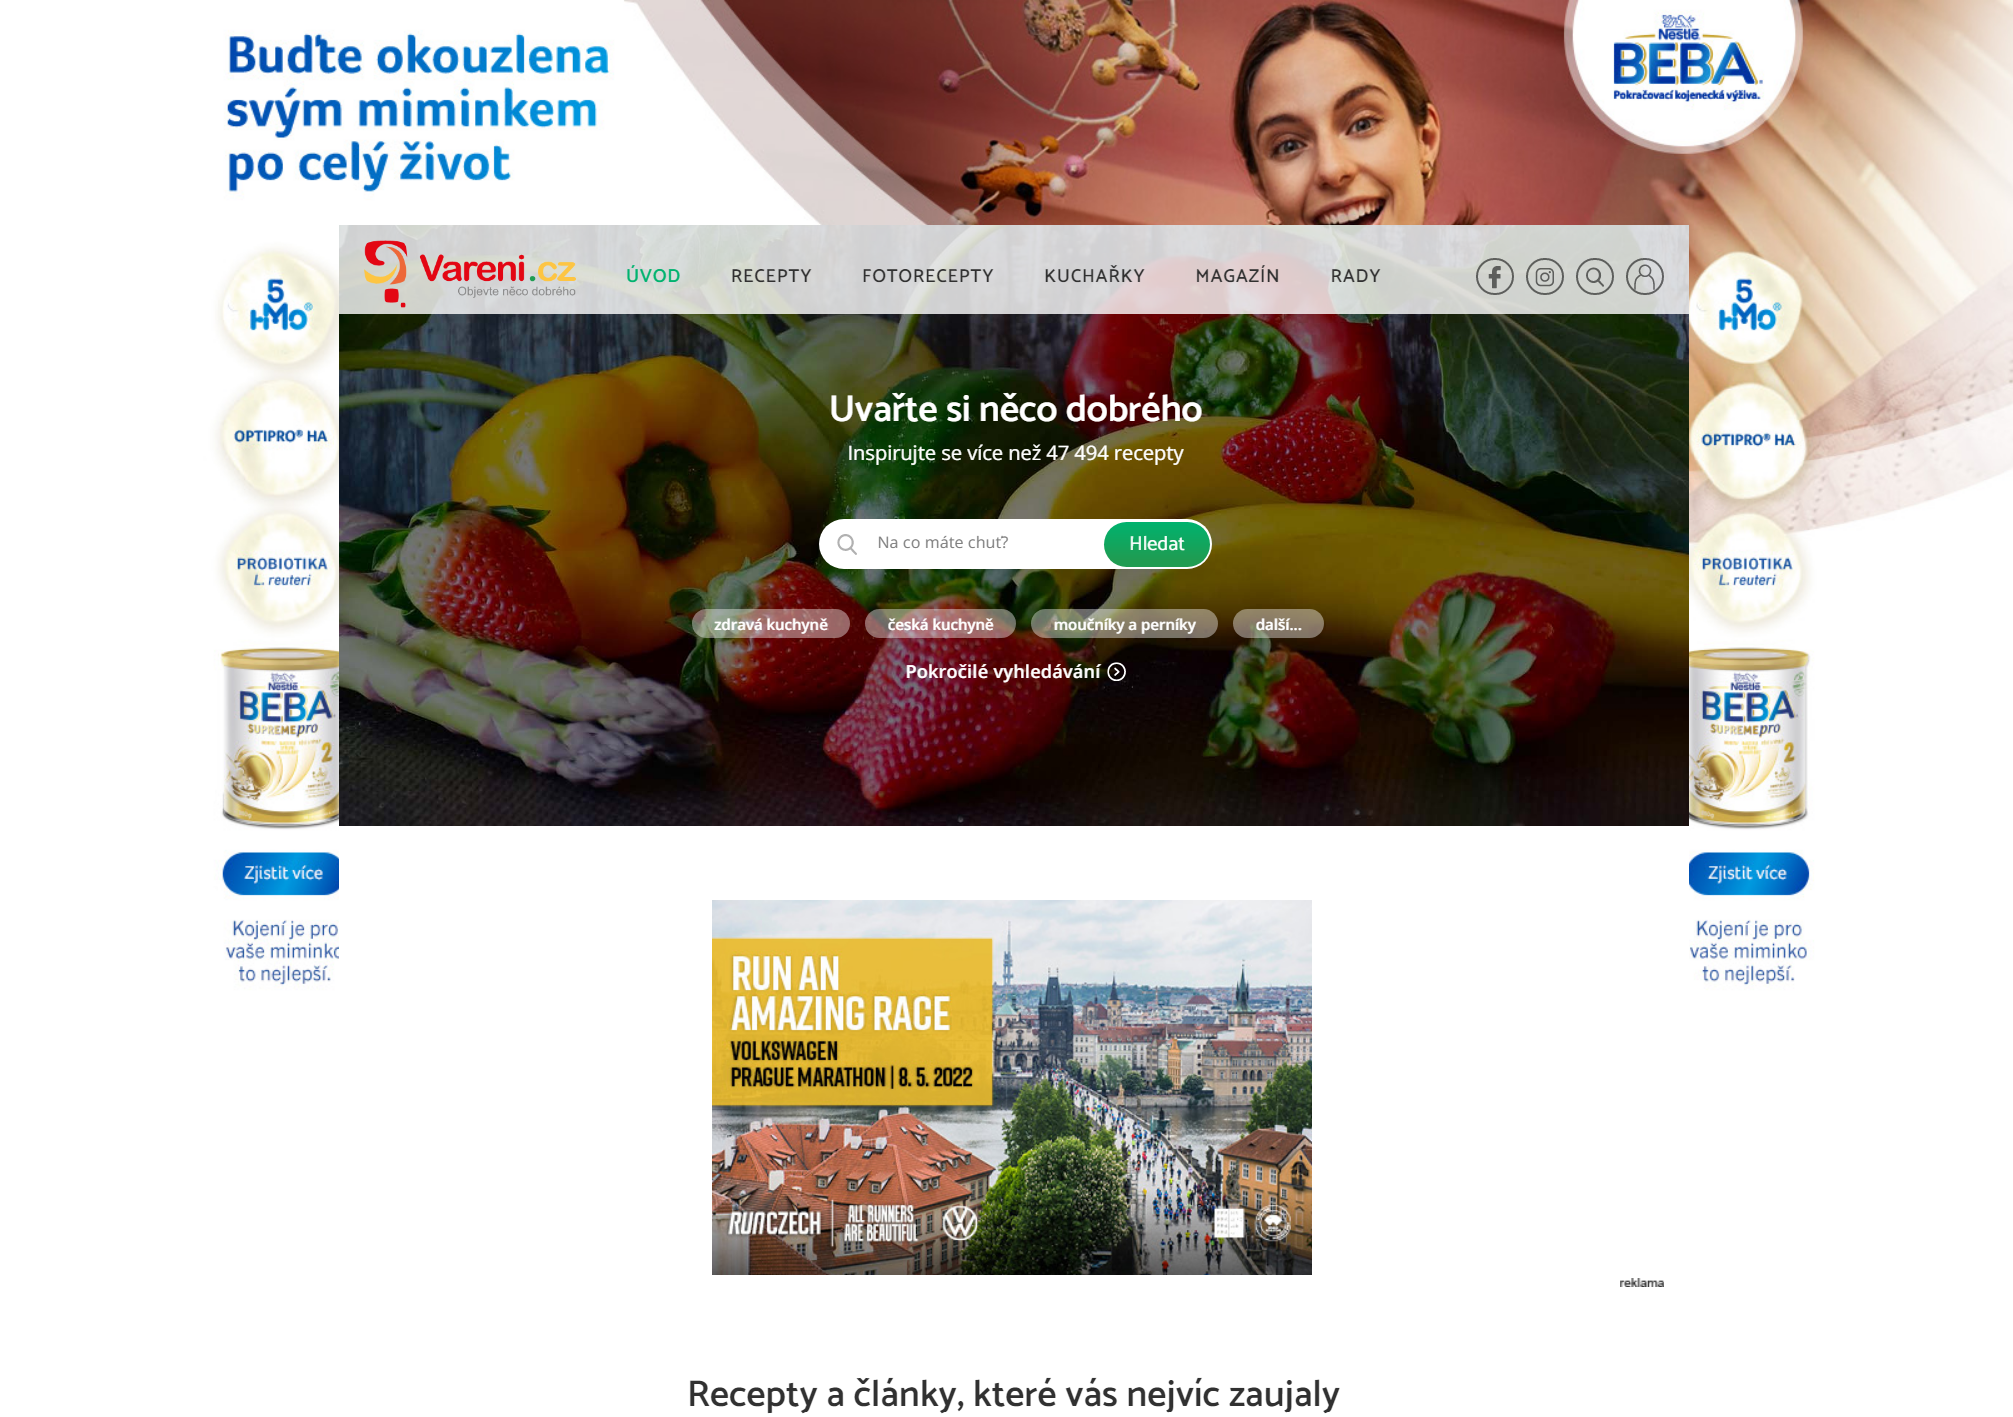 Buďte okouzlena
svým miminkem
po celý život
Nestlé
BEBA
Pokračovací kojenecká výživa.
Vareni.cz
Objevte něco dobrého
ÚVOD
RECEPTY
FOTORECEPTY
KUCHAŘKY
MAGAZÍN
RADY
5
HMO®
OPTIPRO® HA
PROBIOTIKA
L. reuteri
Nestlé
BEBA
SUPREMEpro
2
Zjistit více
Kojení je pro
vaše miminko
to nejlepší.
Uvařte si něco dobrého
Inspirujte se více než 47 494 recepty
Na co máte chuť?
Hledat
zdravá kuchyně
česká kuchyně
moučníky a perníky
další...
Pokročilé vyhledávání
5
HMO®
OPTIPRO® HA
PROBIOTIKA
L. reuteri
Nestlé
BEBA
SUPREMEpro
2
Zjistit více
Kojení je pro
vaše miminko
to nejlepší.
RUN AN
AMAZING RACE
VOLKSWAGEN
PRAGUE MARATHON | 8. 5. 2022
RUNCZECH
ALL RUNNERS
ARE BEAUTIFUL
reklama
Recepty a články, které vás nejvíc zaujaly